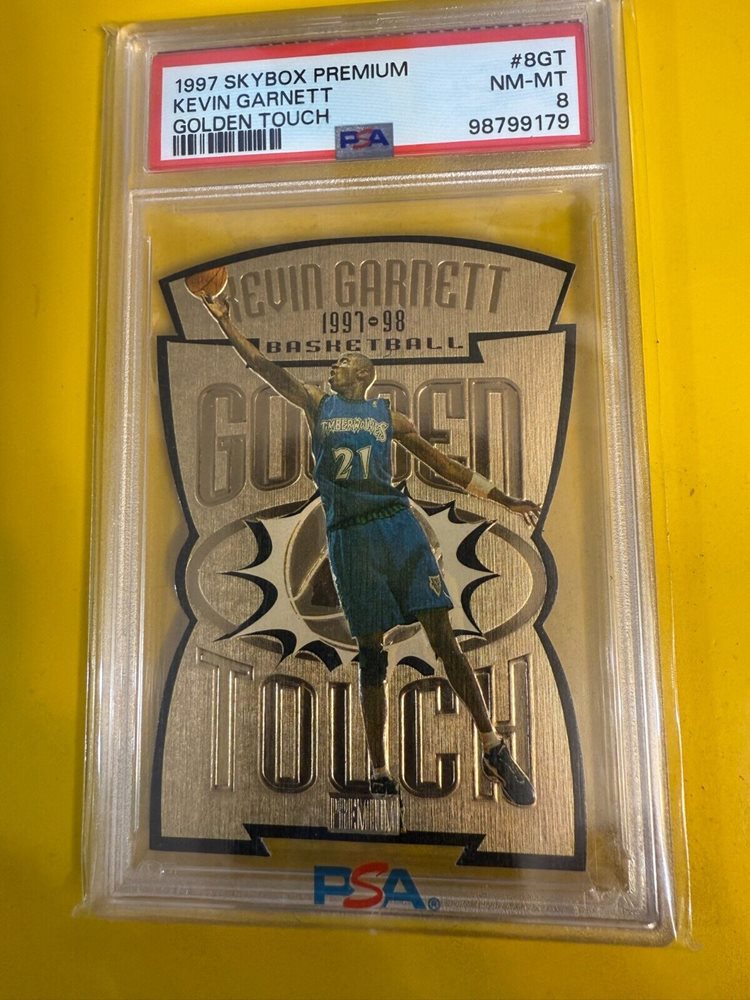 1997 SKYBOX PREMIUM #8GT
KEVIN GARNETT NM-MT
GOLDEN TOUCH 8
PSA 98799179
KEVIN GARNETT
1997-98
BASKETBALL
GOLDEN
TIMBERWOLVES
21
TOUCH
PREMIUM
PSA®